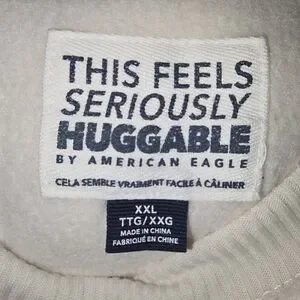 THIS FEELS
SERIOUSLY
HUGGABLE
BY AMERICAN EAGLE
CELA SEMBLE VRAIMENT FACILE À CÂLINER
XXL
TTG/XXG
MADE IN CHINA
FABRIQUÉ EN CHINE